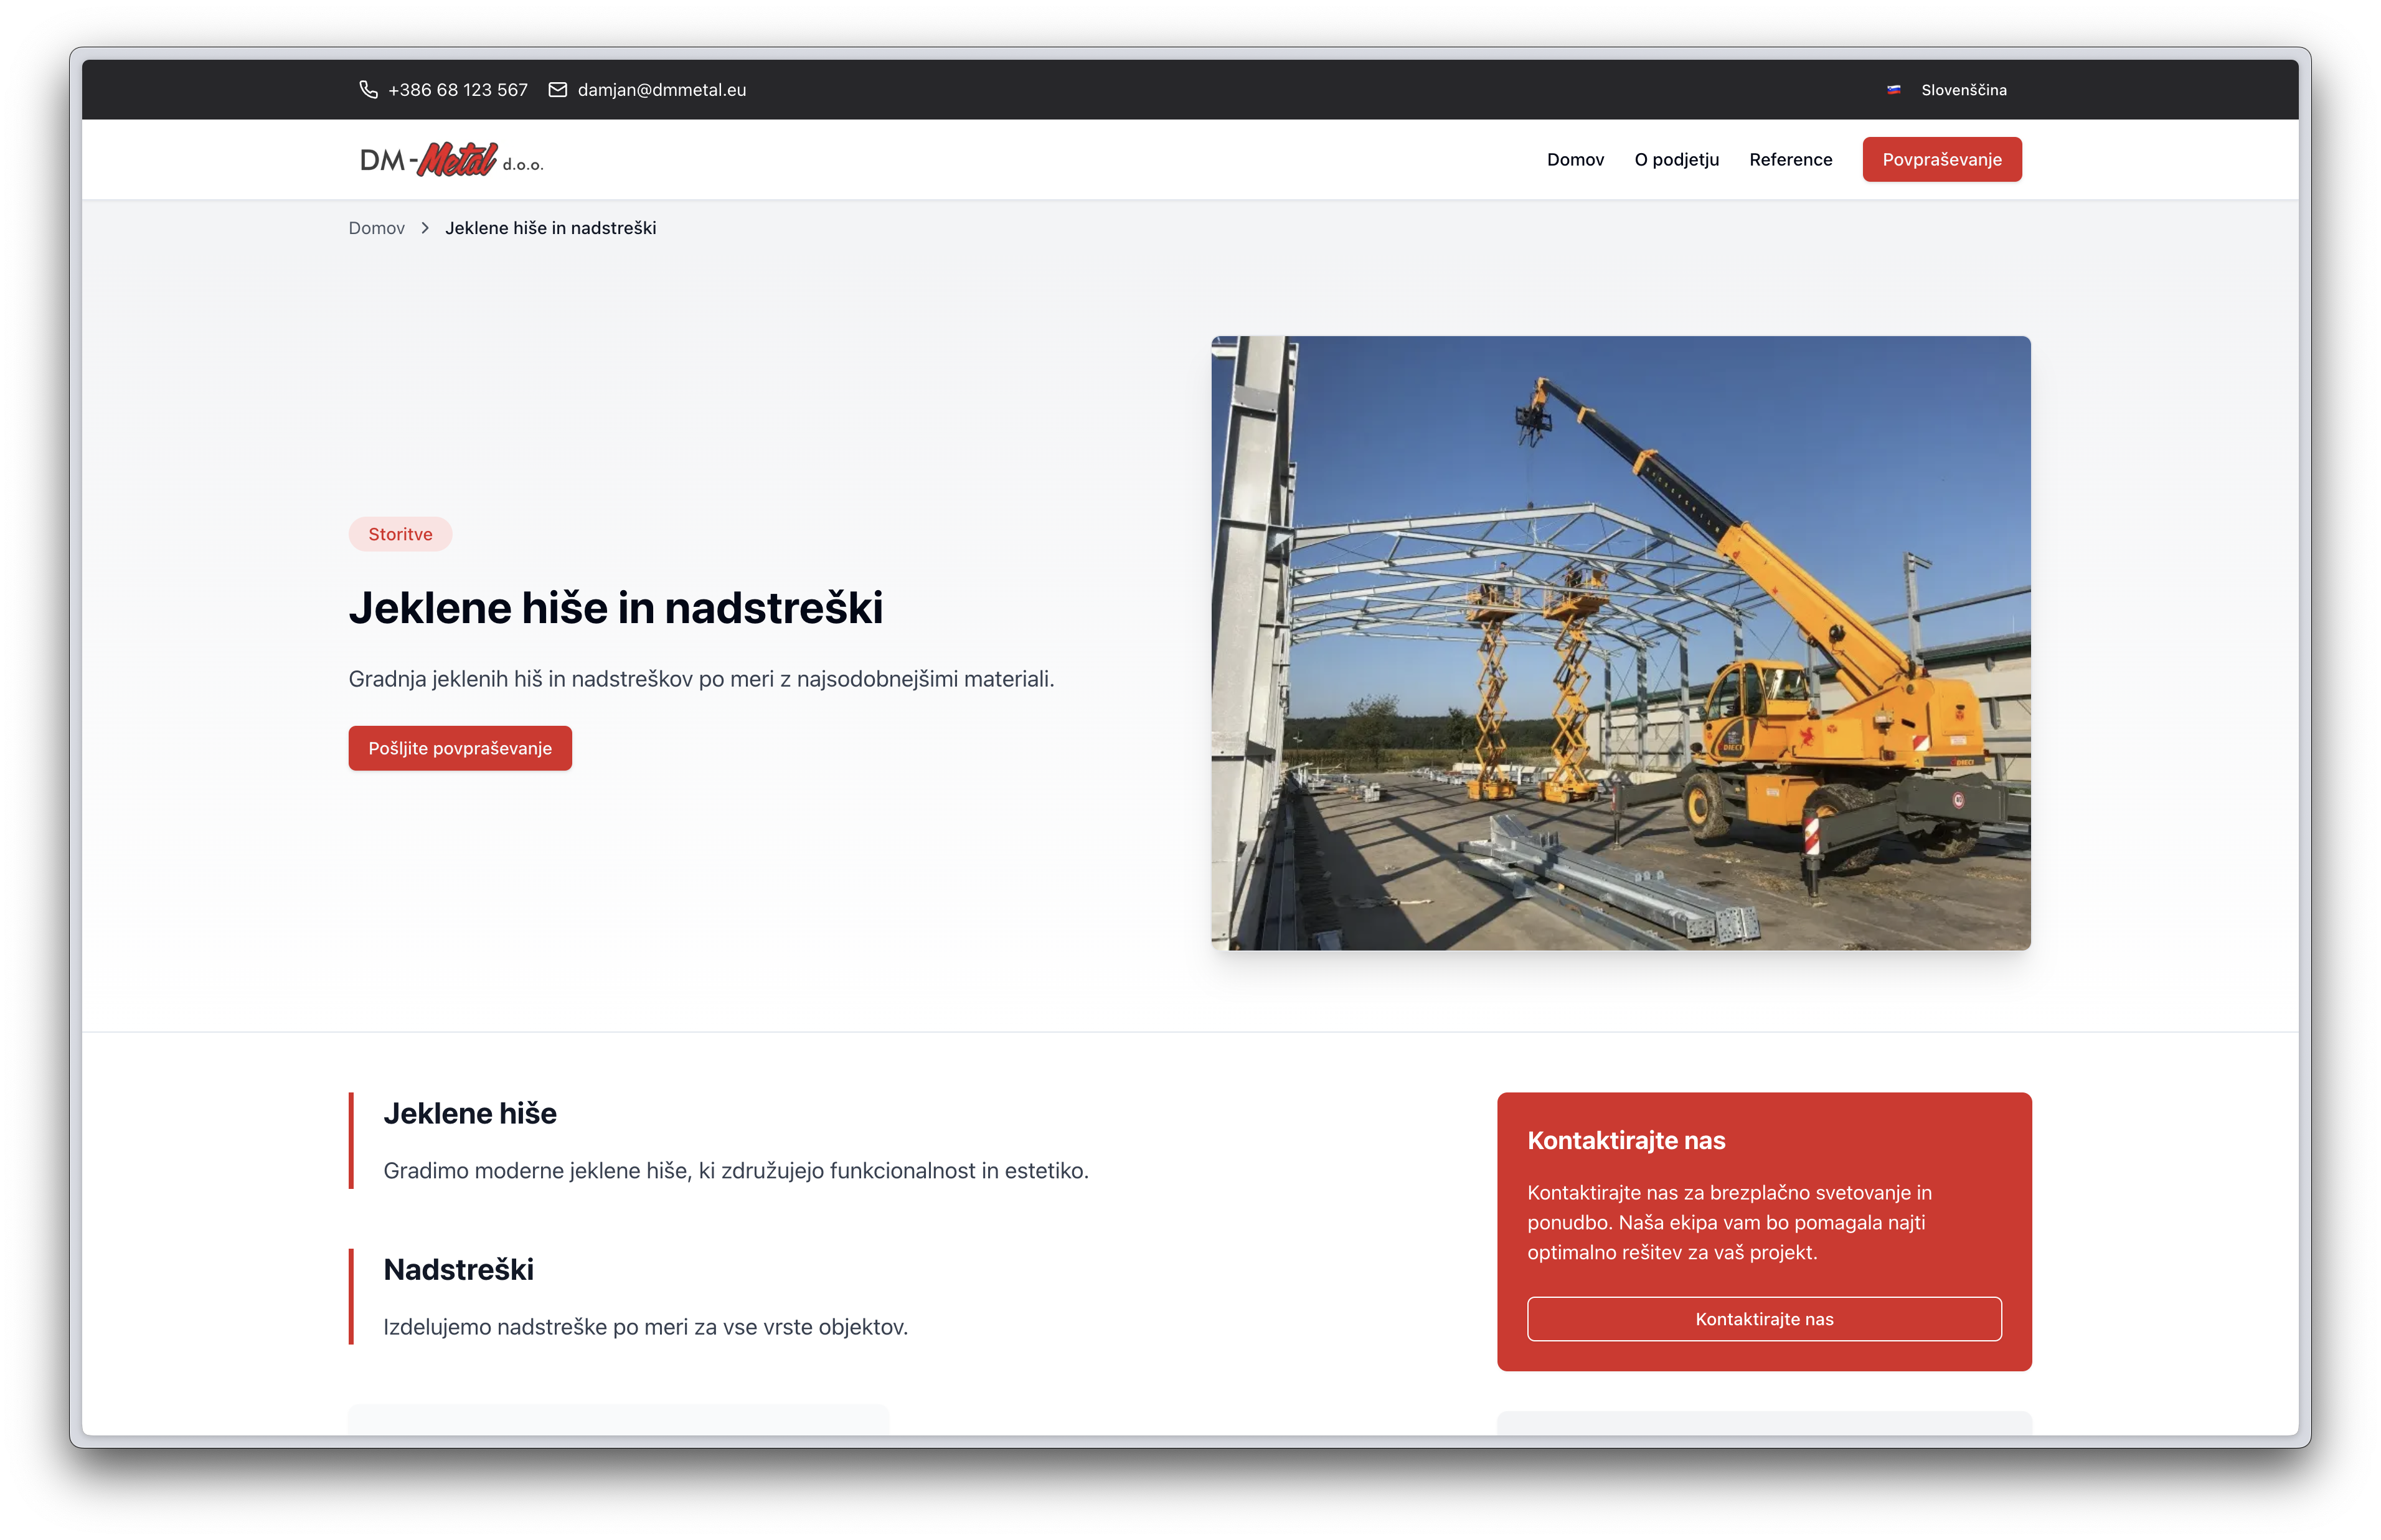 +386 68 123 567 damjan@dmmetal.eu Slovenščina
DM-Metal d.o.o. Domov O podjetju Reference Povpraševanje
Domov Jeklene hiše in nadstreški
Storitve
Jeklene hiše in nadstreški
Gradnja jeklenih hiš in nadstreškov po meri z najsodobnejšimi materiali.
Pošljite povpraševanje
DIECI
DIECI
Jeklene hiše
Gradimo moderne jeklene hiše, ki združujejo funkcionalnost in estetiko.
Nadstreški
Izdelujemo nadstreške po meri za vse vrste objektov.
Kontaktirajte nas
Kontaktirajte nas za brezplačno svetovanje in
ponudbo. Naša ekipa vam bo pomagala najti
optimalno rešitev za vaš projekt.
Kontaktirajte nas